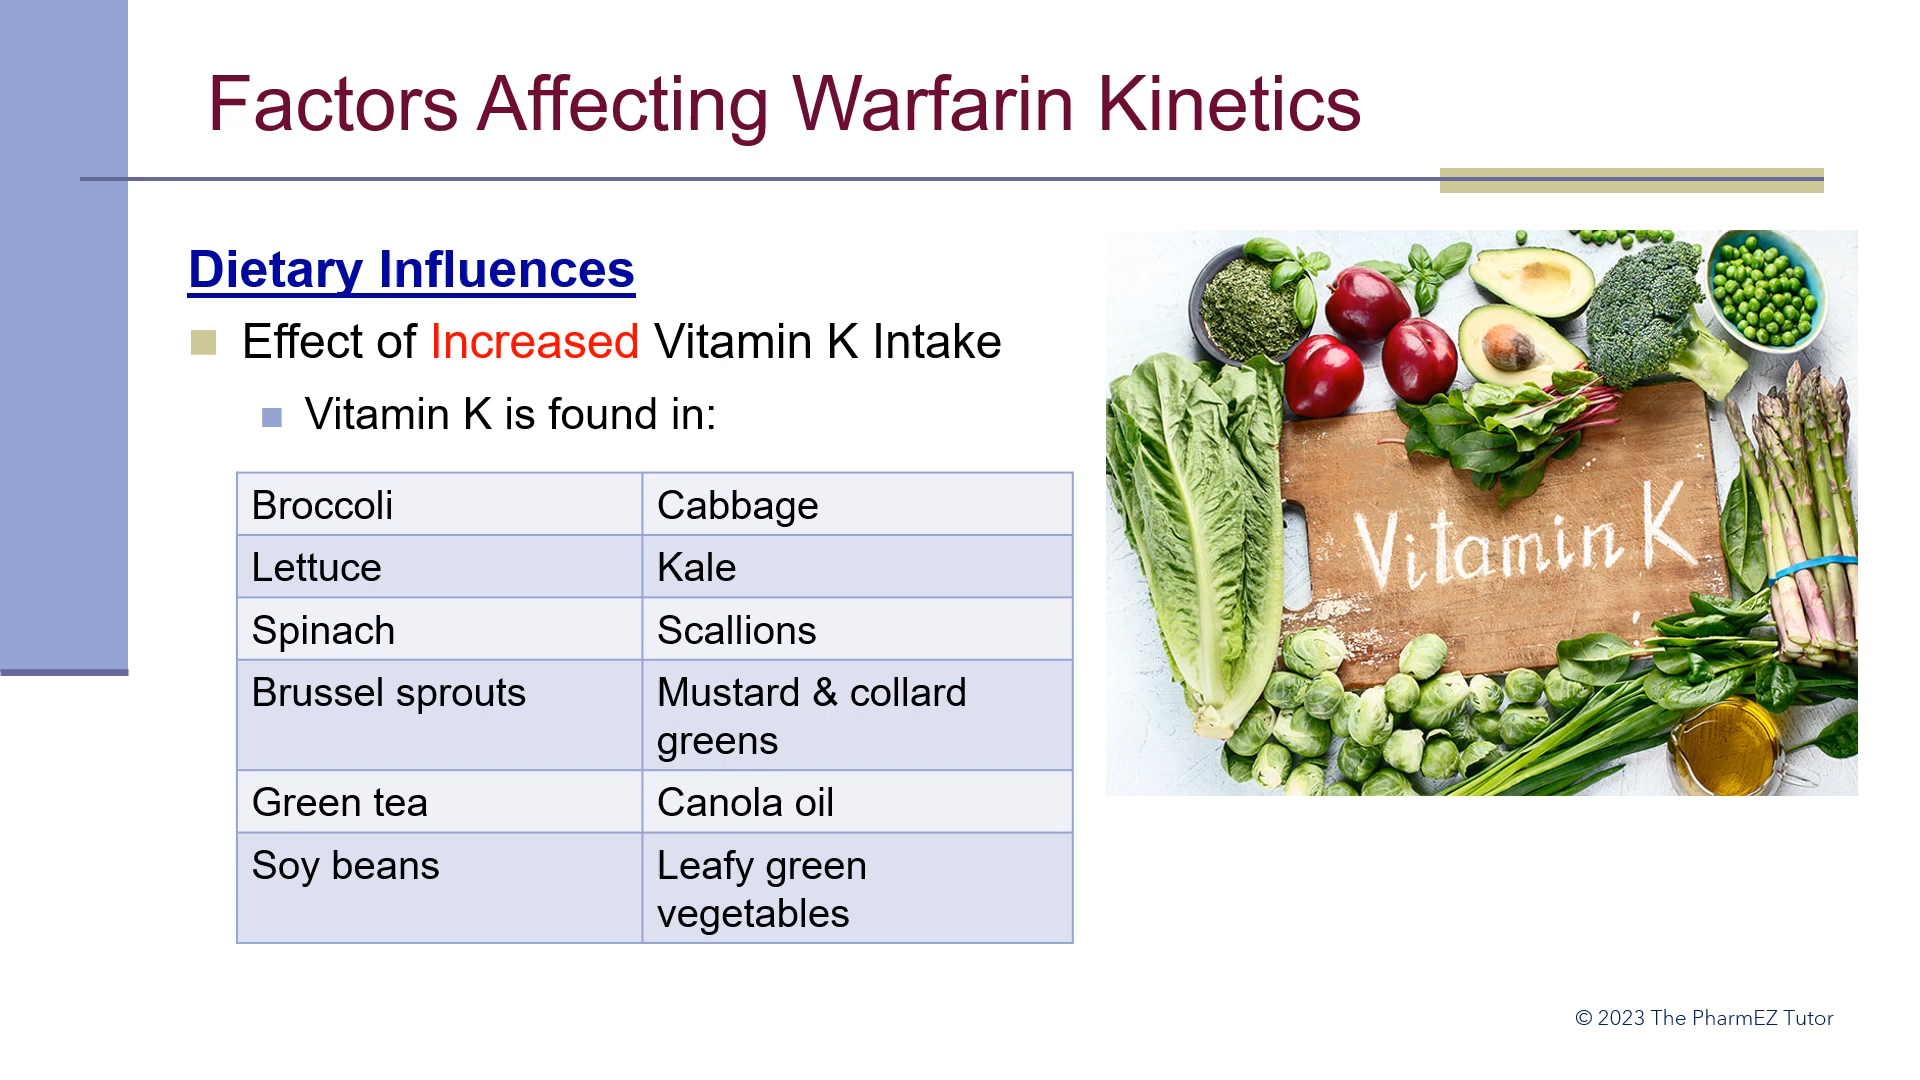 Factors Affecting Warfarin Kinetics
Dietary Influences
Effect of Increased Vitamin K Intake
Vitamin K is found in:
Broccoli
Cabbage
Lettuce
Kale
Spinach
Scallions
Brussel sprouts
Mustard & collard
greens
Green tea
Canola oil
Soy beans
Leafy green
vegetables
Vitamin K
© 2023 The PharmEZ Tutor